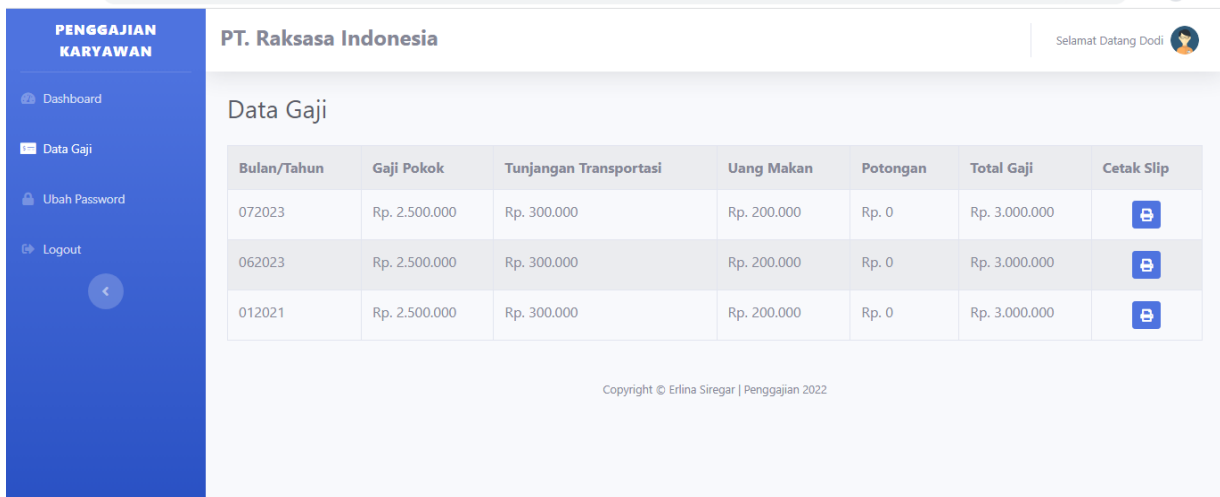 PENGGAJIAN
KARYAWAN
PT. Raksasa Indonesia
Selamat Datang Dodi
Dashboard
Data Gaji
Ubah Password
Logout
Data Gaji
Bulan/Tahun Gaji Pokok Tunjangan Transportasi Uang Makan Potongan Total Gaji Cetak Slip
072023 Rp. 2.500.000 Rp. 300.000 Rp. 200.000 Rp. 0 Rp. 3.000.000
062023 Rp. 2.500.000 Rp. 300.000 Rp. 200.000 Rp. 0 Rp. 3.000.000
012021 Rp. 2.500.000 Rp. 300.000 Rp. 200.000 Rp. 0 Rp. 3.000.000
Copyright © Erlina Siregar | Penggajian 2022